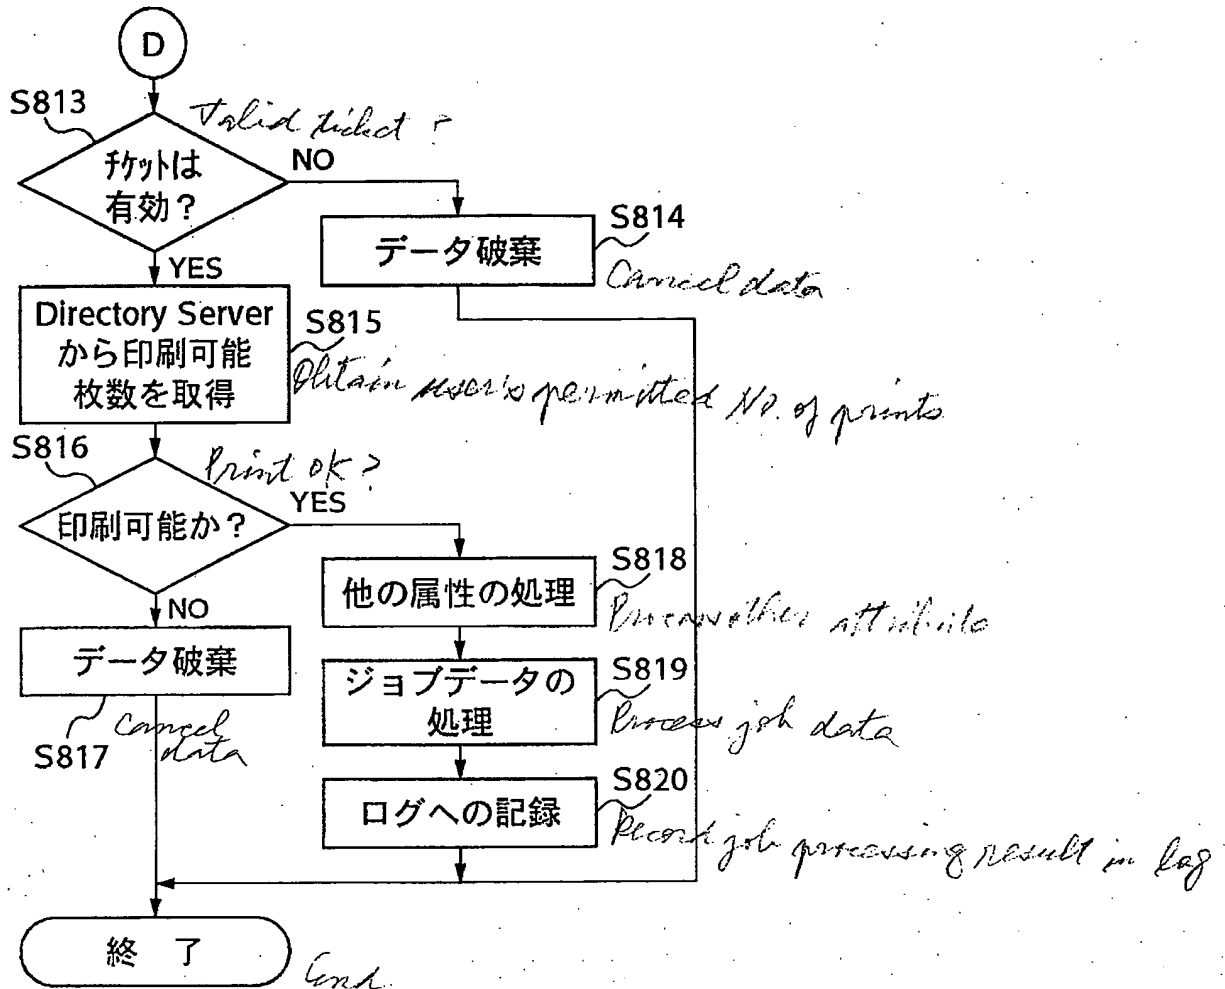 D
S813
Valid ticket?
チケットは
有効？
NO
YES
S814
データ破棄
Cancel data
Directory Server
から印刷可能
枚数を取得
S815
Obtain user's permitted No. of prints
S816
Print OK?
印刷可能か？
YES
NO
S818
他の属性の処理
Process other attribute
データ破棄
S817
cancel
data
S819
ジョブデータの
処理
Process job data
S820
ログへの記録
Record job processing result in log
終 了
End